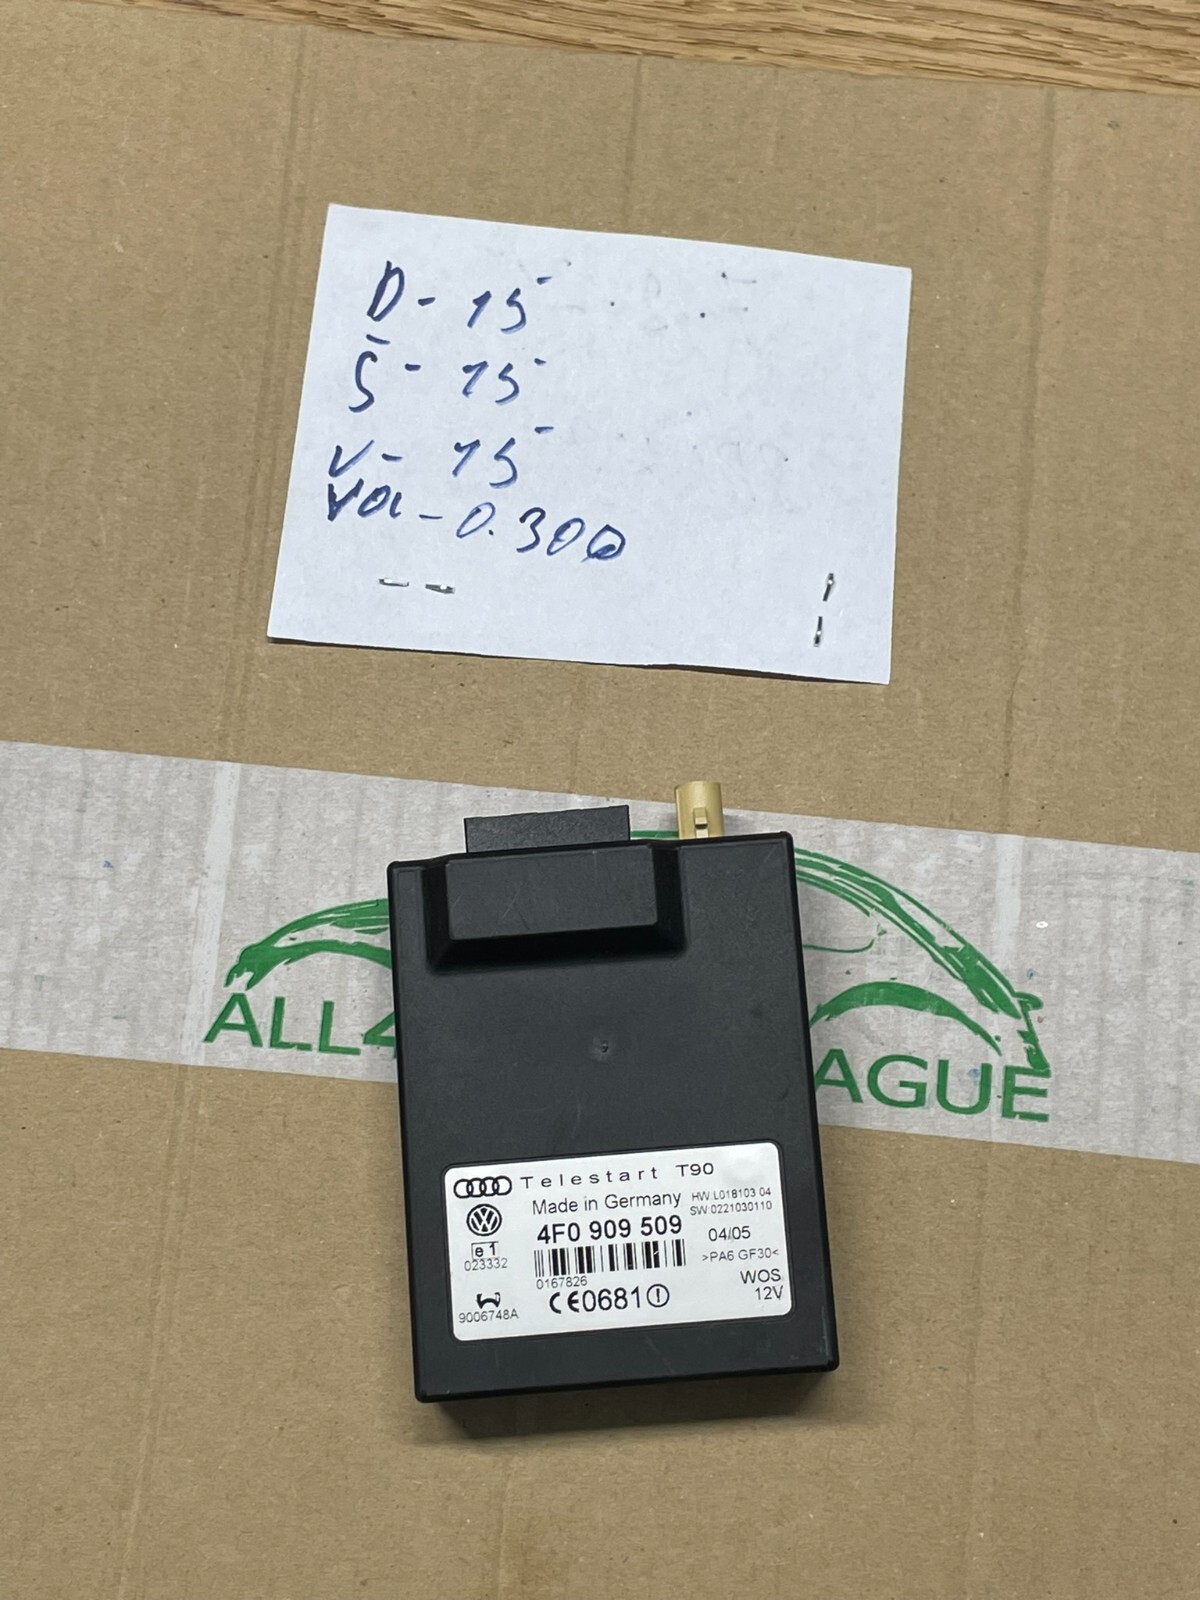 D - 15
Š - 15
V - 15
- 0.300
ALL4
AGUE
Telestart T90
Made in Germany
HW.L018103 04
SW.0221030110
4F0 909 509
04/05
e1
023332
>PA6 GF30<
0167826
WOS
12V
9006748A
CE0681